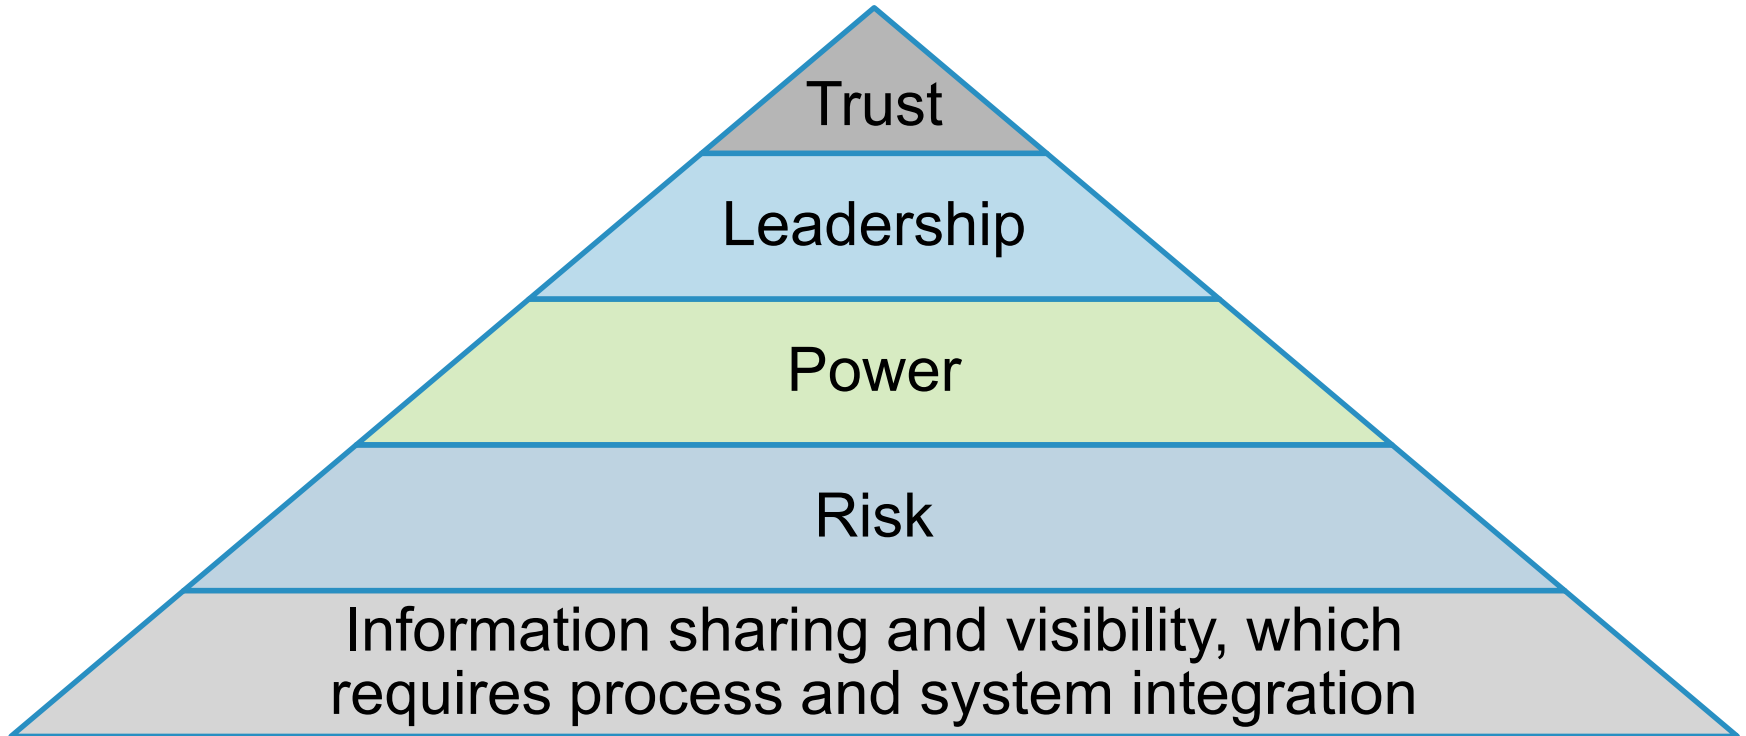 Trust
Leadership
Power
Risk
Information sharing and visibility, which
requires process and system integration